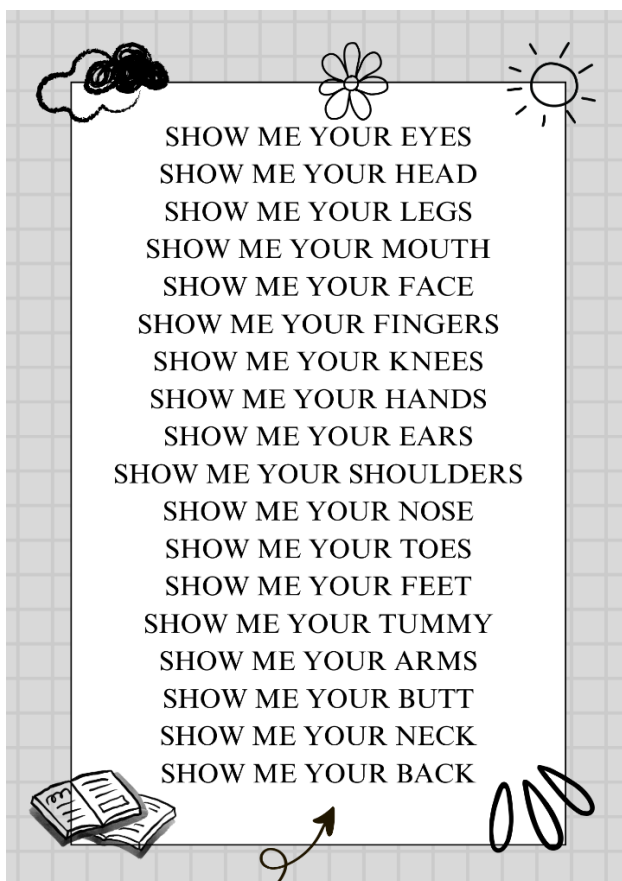 SHOW ME YOUR EYES
SHOW ME YOUR HEAD
SHOW ME YOUR LEGS
SHOW ME YOUR MOUTH
SHOW ME YOUR FACE
SHOW ME YOUR FINGERS
SHOW ME YOUR KNEES
SHOW ME YOUR HANDS
SHOW ME YOUR EARS
SHOW ME YOUR SHOULDERS
SHOW ME YOUR NOSE
SHOW ME YOUR TOES
SHOW ME YOUR FEET
SHOW ME YOUR TUMMY
SHOW ME YOUR ARMS
SHOW ME YOUR BUTT
SHOW ME YOUR NECK
SHOW ME YOUR BACK